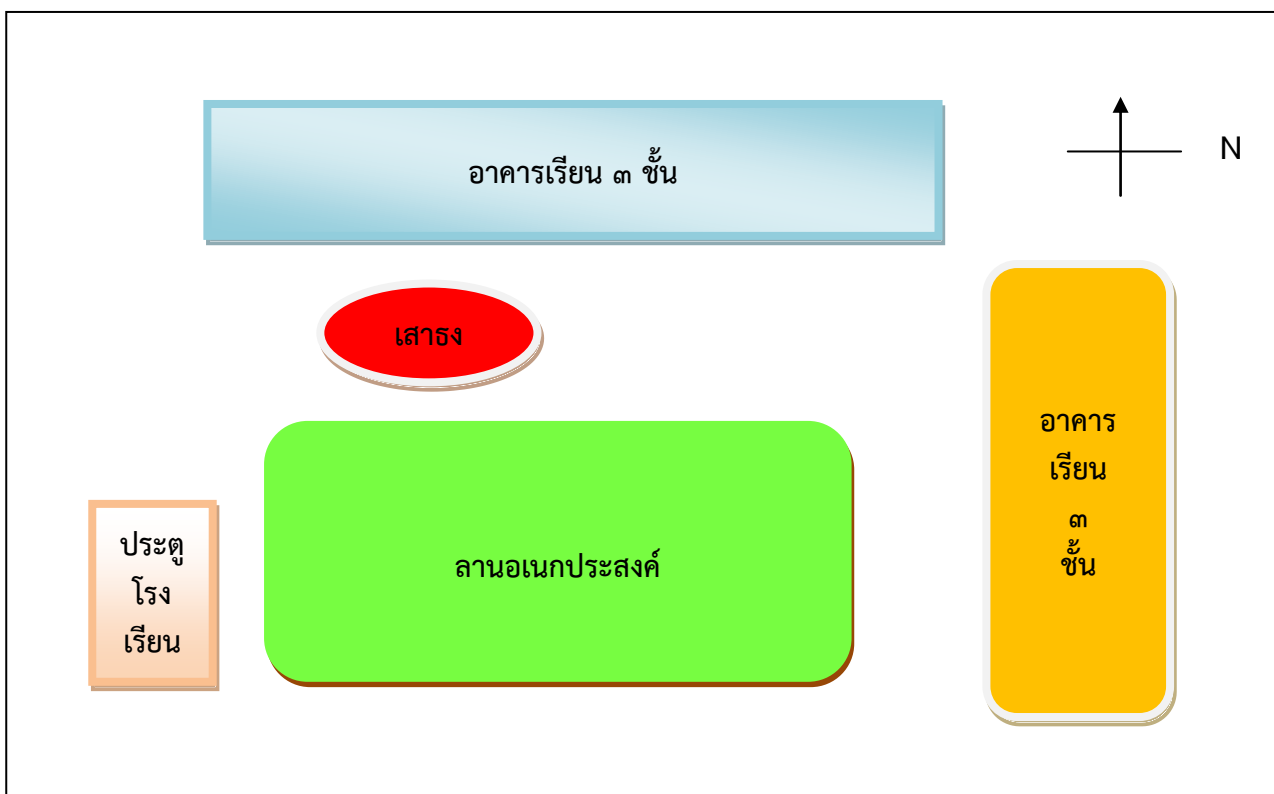 อาคารเรียน ๓ ชั้น
N
เสาธง
อาคาร
เรียน
๓
ชั้น
ประตู
โรง
เรียน
ลานอเนกประสงค์